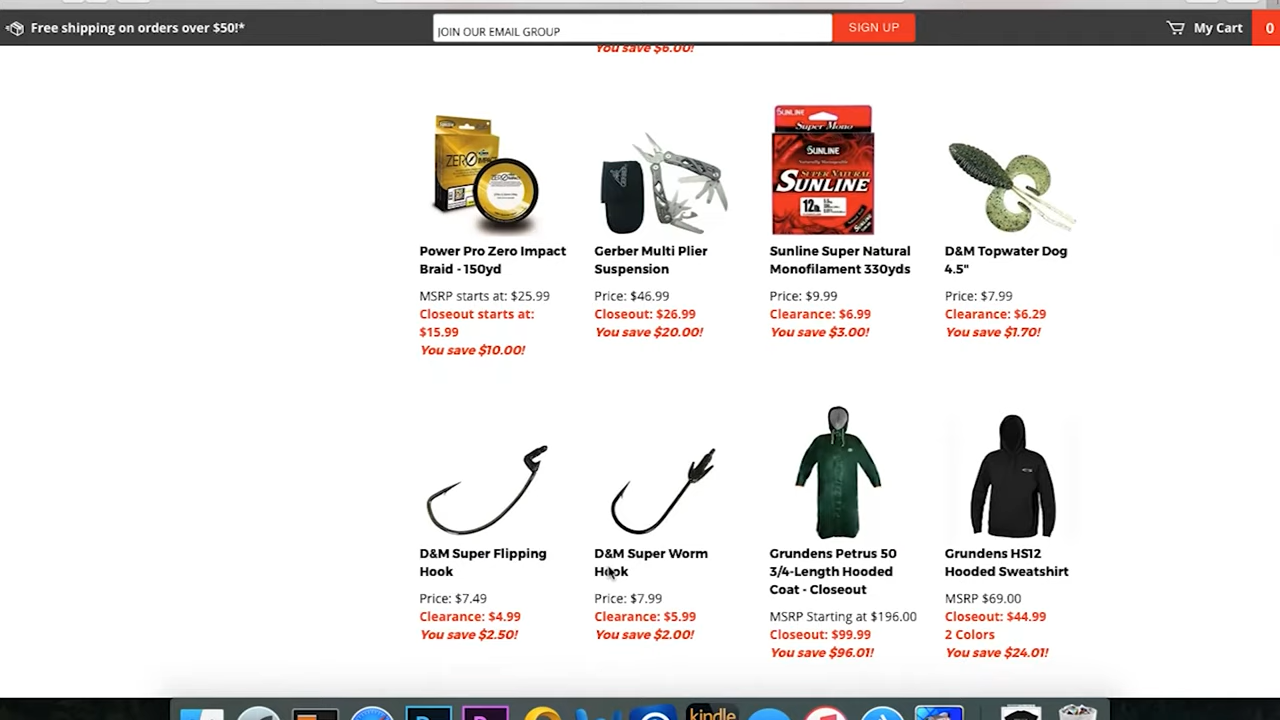 Free shipping on orders over $50!*
JOIN OUR EMAIL GROUP
SIGN UP
My Cart
0
You save $6.00!
ZERO
SUNLINE
Super Mono
SUNLINE
SUPER NATURAL
SUNLINE
12lb
Power Pro Zero Impact
Braid - 150yd
MSRP starts at: $25.99
Closeout starts at:
$15.99
You save $10.00!
Gerber Multi Plier
Suspension
Price: $46.99
Closeout: $26.99
You save $20.00!
Sunline Super Natural
Monofilament 330yds
Price: $9.99
Clearance: $6.99
You save $3.00!
D&M Topwater Dog
4.5"
Price: $7.99
Clearance: $6.29
You save $1.70!
D&M Super Flipping
Hook
Price: $7.49
Clearance: $4.99
You save $2.50!
D&M Super Worm
Hook
Price: $7.99
Clearance: $5.99
You save $2.00!
Grundens Petrus 50
3/4-Length Hooded
Coat - Closeout
MSRP Starting at $196.00
Closeout: $99.99
You save $96.01!
Grundens HS12
Hooded Sweatshirt
MSRP $69.00
Closeout: $44.99
2 Colors
You save $24.01!
kindle